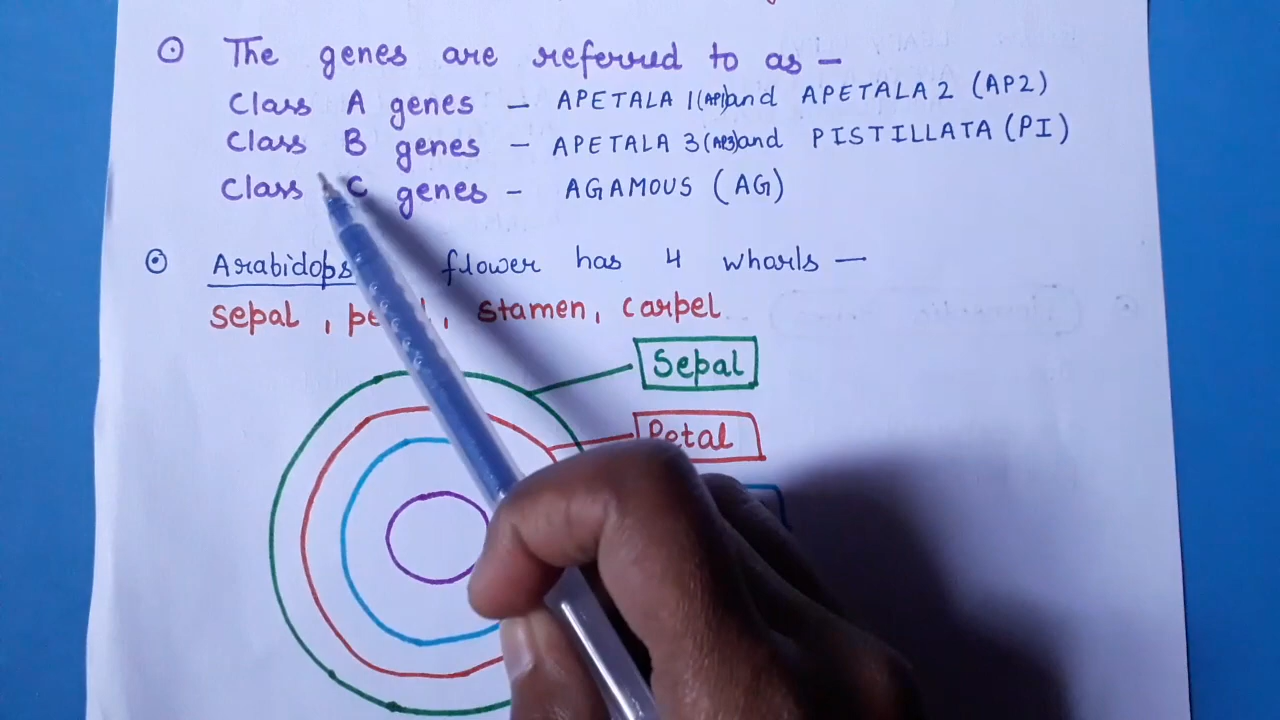 The genes are referred to as –
Class A genes – APETALA 1 (AP1) and APETALA 2 (AP2)
Class B genes – APETALA 3 (AP3) and PISTILLATA (PI)
Class C genes – AGAMOUS (AG)
flower has 4 wharls –
sepal, , stamen, carpel
Sepal
Petal